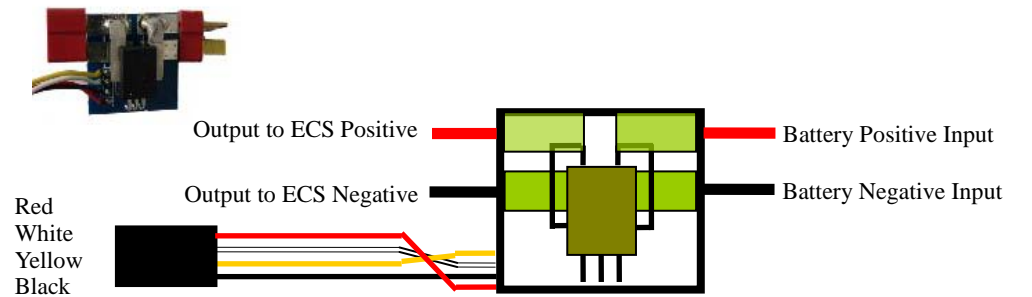 Output to ECS Positive
Battery Positive Input
Output to ECS Negative
Battery Negative Input
Red
White
Yellow
Black